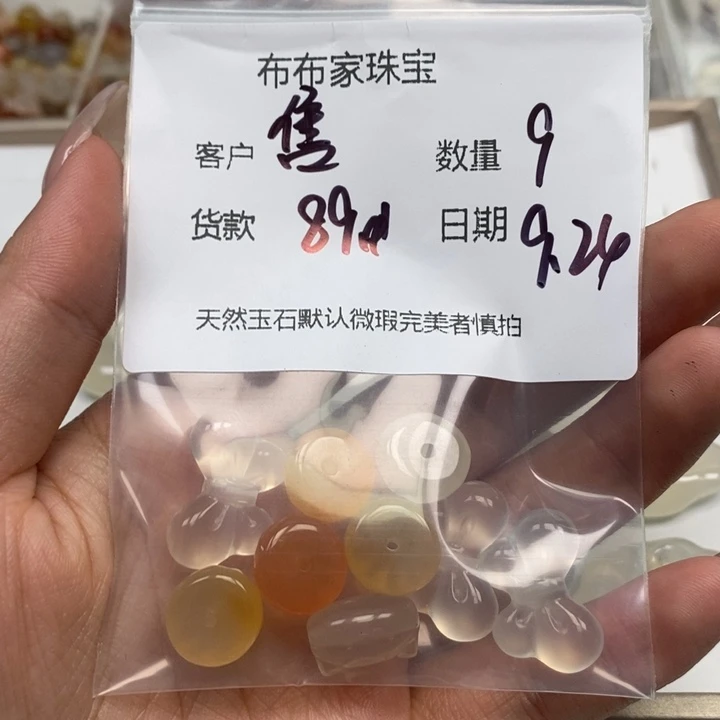 布布家珠宝
客户 售 数量 9
货款 89 日期 9.24
天然玉石默认微瑕完美者慎拍